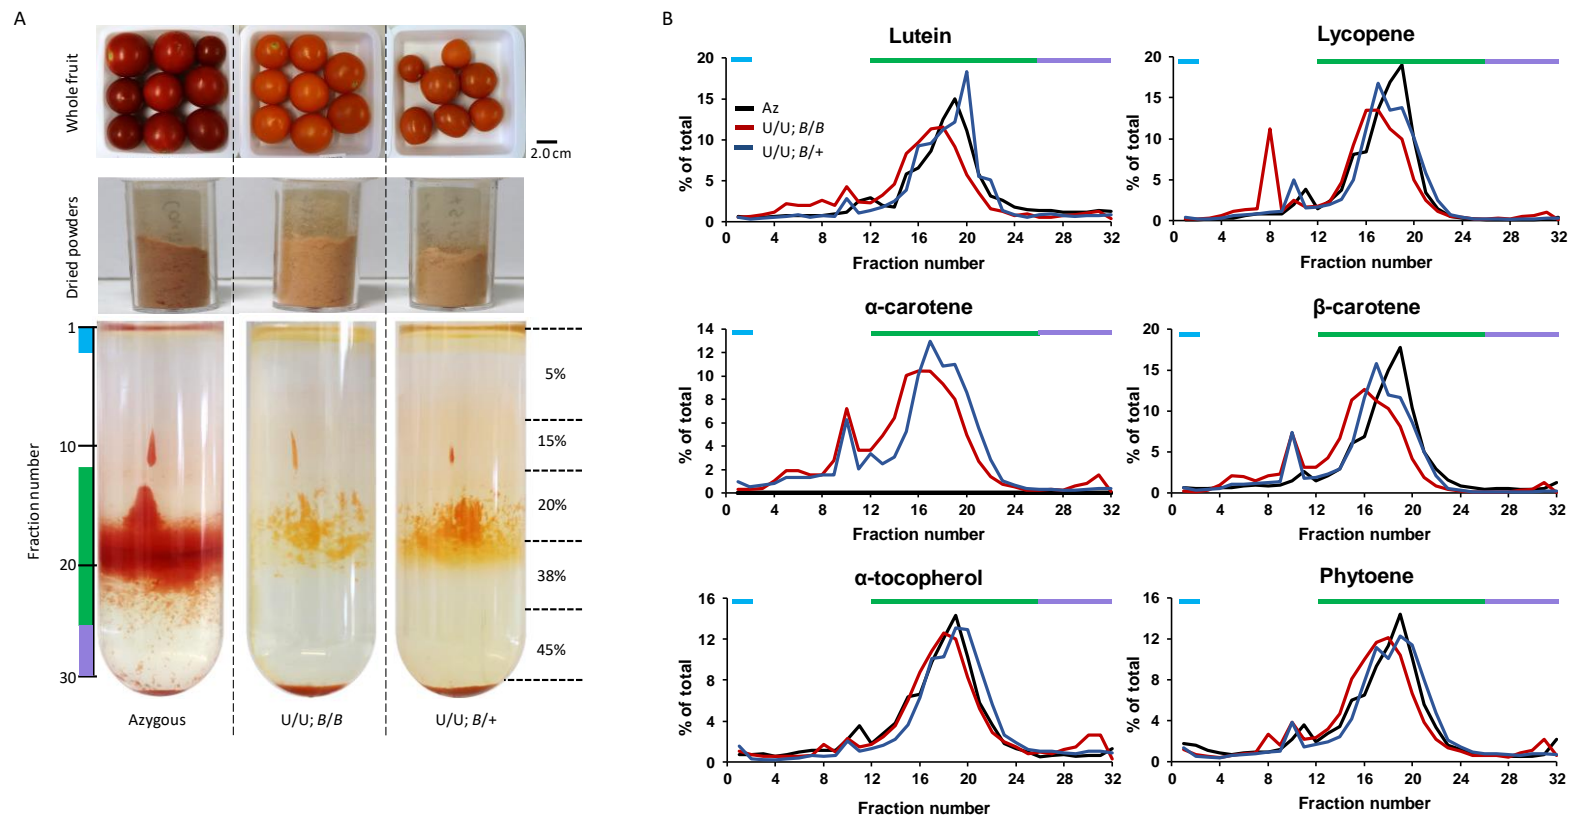 A
Whole fruit
2.0 cm
Dried powders
Fraction number
1
10
20
30
5%
15%
20%
38%
45%
Azygous
U/U; B/B
U/U; B/+
B
Lutein
% of total
20
15
10
5
0
Az
U/U; B/B
U/U; B/+
0 4 8 12 16 20 24 28 32
Fraction number
Lycopene
% of total
20
15
10
5
0
0 4 8 12 16 20 24 28 32
Fraction number
α-carotene
% of total
14
12
10
8
6
4
2
0
0 4 8 12 16 20 24 28 32
Fraction number
β-carotene
% of total
20
15
10
5
0
0 4 8 12 16 20 24 28 32
Fraction number
α-tocopherol
% of total
16
12
8
4
0
0 4 8 12 16 20 24 28 32
Fraction number
Phytoene
% of total
16
12
8
4
0
0 4 8 12 16 20 24 28 32
Fraction number